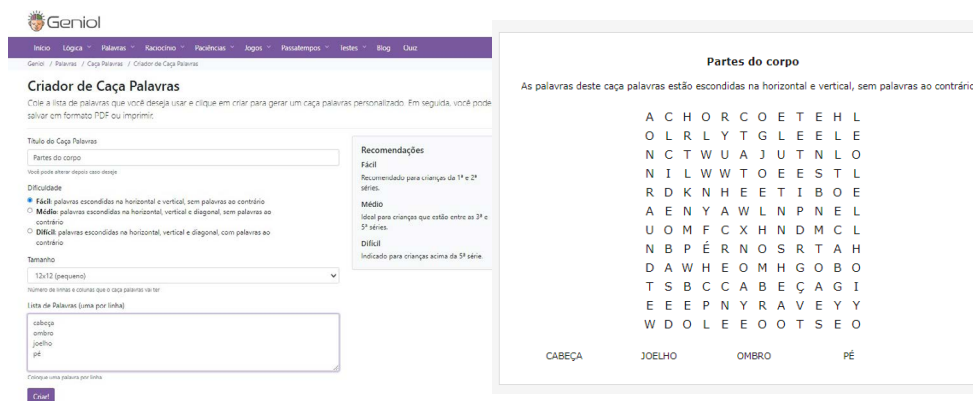 Geniol
Início Lógica Palavras Raciocínio Paciências Jogos Passatempos Testes Blog Quiz
Geniol / Palavras / Caça Palavras / Criador de Caça Palavras
Criador de Caça Palavras
Cole a lista de palavras que você deseja usar e clique em criar para gerar um caça palavras personalizado. Em seguida, você pode
salvar em formato PDF ou imprimir.
Título do Caça Palavras
Partes do corpo
Você pode alterar depois caso deseje
Dificuldade
Fácil: palavras escondidas na horizontal e vertical, sem palavras ao contrário
Médio: palavras escondidas na horizontal, vertical e diagonal, sem palavras ao
contrário
Difícil: palavras escondidas na horizontal, vertical e diagonal, com palavras ao
contrário
Tamanho
12x12 (pequeno)
Número de linhas e colunas que o caça palavras vai ter
Lista de Palavras (uma por linha)
cabeça
ombro
joelho
pé
Coloque uma palavra por linha
Criar!
Recomendações
Fácil
Recomendado para crianças da 1ª e 2ª
séries.
Médio
Ideal para crianças que estão entre as 3ª e
5ª séries.
Difícil
Indicado para crianças acima da 5ª série
Partes do corpo
As palavras deste caça palavras estão escondidas na horizontal e vertical, sem palavras ao contrário
A C H O R C O E T E H L
O L R L Y T G L E E L E
N C T W U A J U T N L O
N I L W W T O E E S T L
R D K N H E E T I B O E
A E N Y A W L N P N E L
U O M F C X H N D M C L
N B P É R N O S R T A H
D A W H E O M H G O B O
T S B C C A B E Ç A G I
E E E P N Y R A V E Y Y
W D O L E E O O T S E O
CABEÇA JOELHO OMBRO PÉ